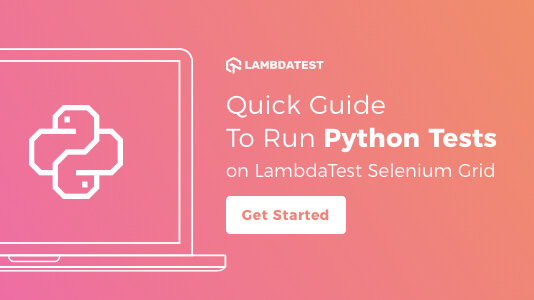 LAMBDATEST
Quick Guide
To Run Python Tests
on LambdaTest Selenium Grid
Get Started